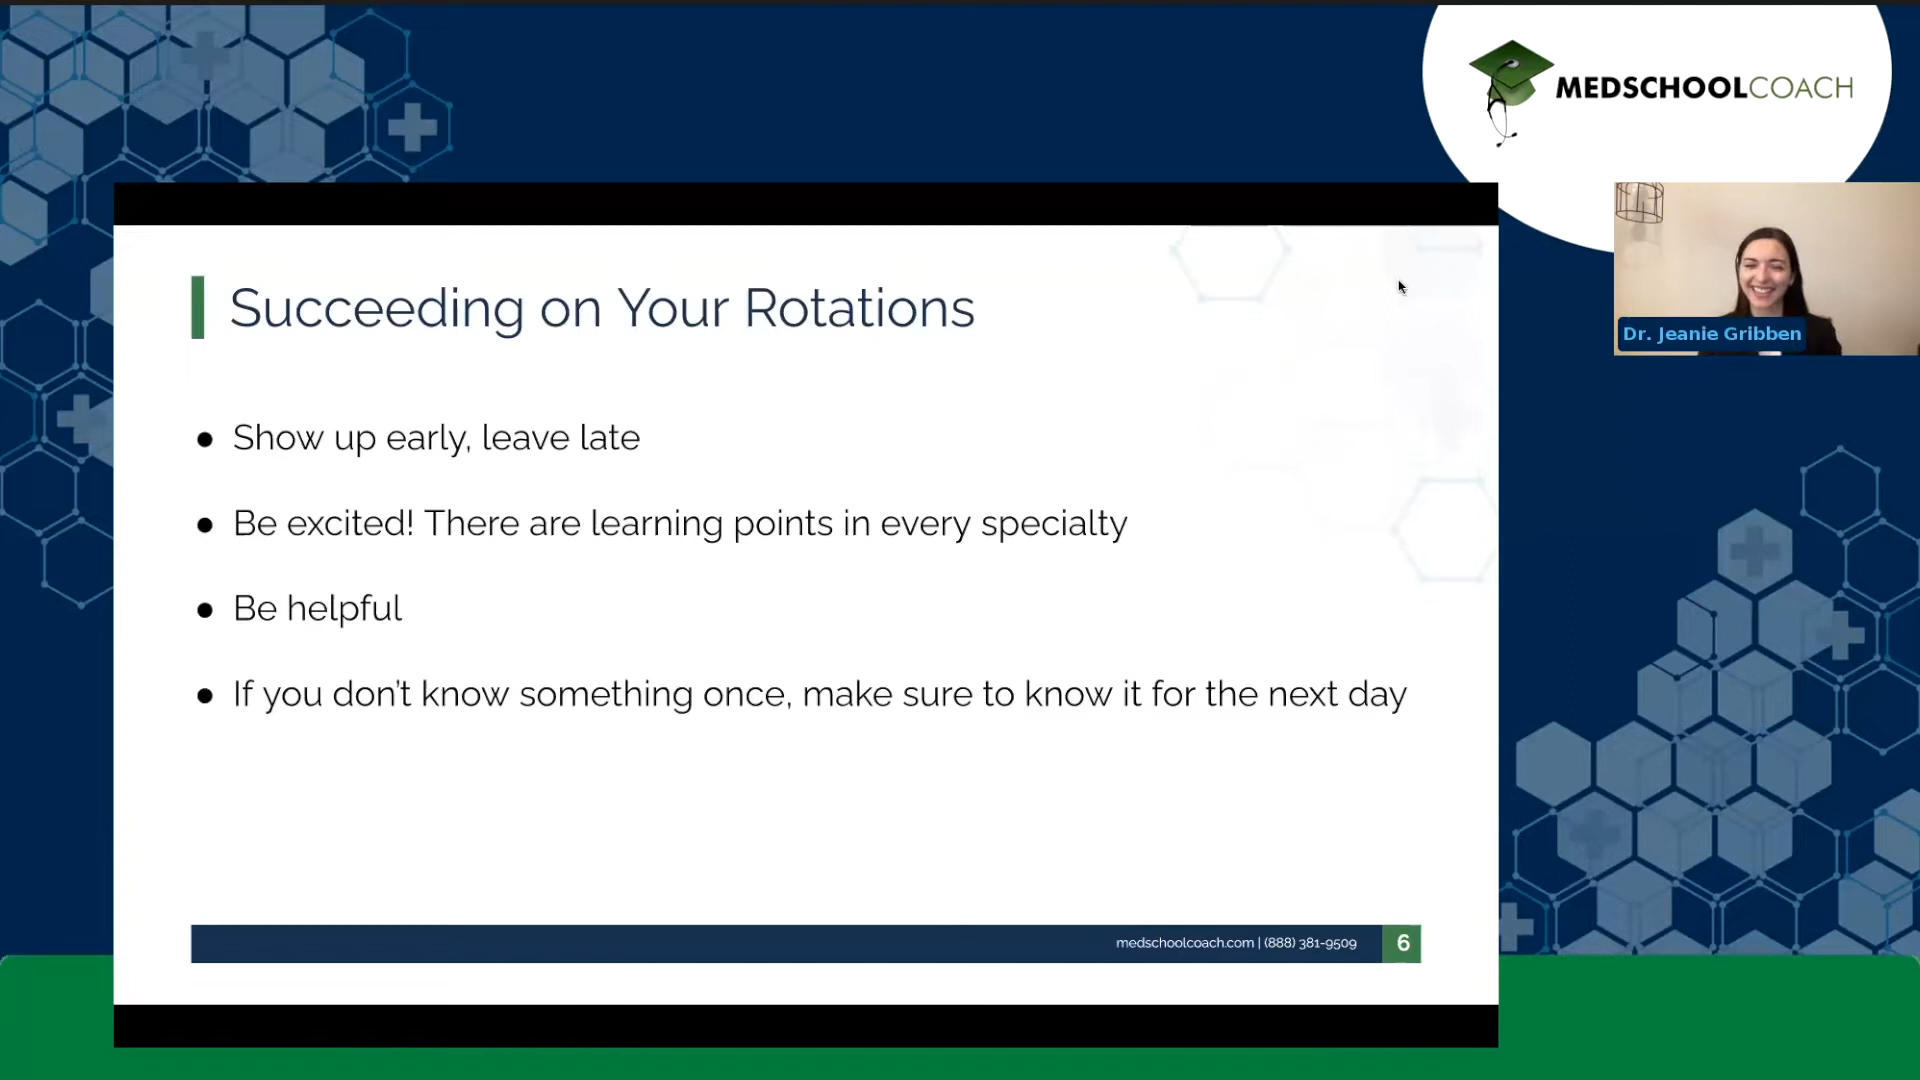 MEDSCHOOLCOACH
Dr. Jeanie Gribben
Succeeding on Your Rotations
● Show up early, leave late
● Be excited! There are learning points in every specialty
● Be helpful
● If you don't know something once, make sure to know it for the next day
medschoolcoach.com | (888) 381-9509
6